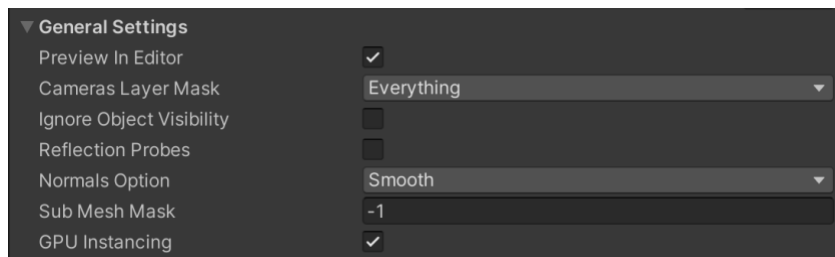 General Settings
Preview In Editor
Cameras Layer Mask Everything
Ignore Object Visibility
Reflection Probes
Normals Option Smooth
Sub Mesh Mask -1
GPU Instancing